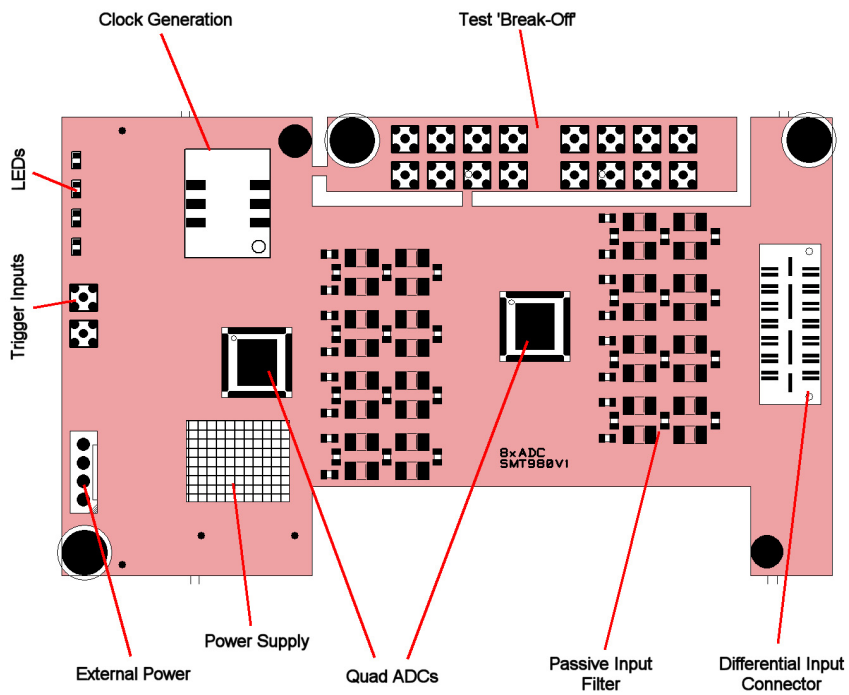 Clock Generation
Test 'Break-Off'
LEDs
Trigger Inputs
8xADC
SMT980V1
Power Supply
External Power
Quad ADCs
Passive Input
Filter
Differential Input
Connector